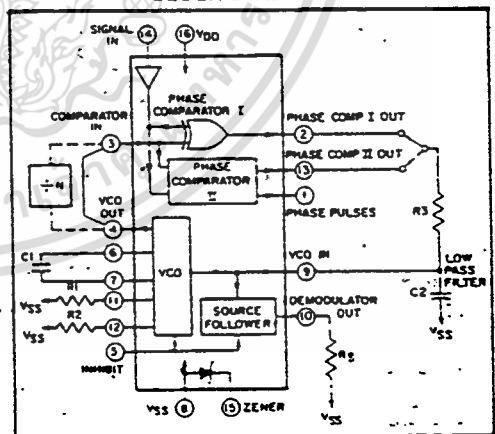 SIGNAL IN
14
16 VDD
PHASE COMPARATOR I
COMPARATOR IN
3
2
PHASE COMP I OUT
13
PHASE COMP II OUT
PHASE COMPARATOR II
1
PHASE PULSES
÷N
VCO OUT
4
R3
6
C1
7
VCO
VCO IN
9
LOW PASS FILTER
VSS
R1
11
SOURCE FOLLOWER
10
DEMODULATOR OUT
C2
VSS
VSS
R2
12
5
INHIBIT
RS
VSS
VSS 8
15 ZENER